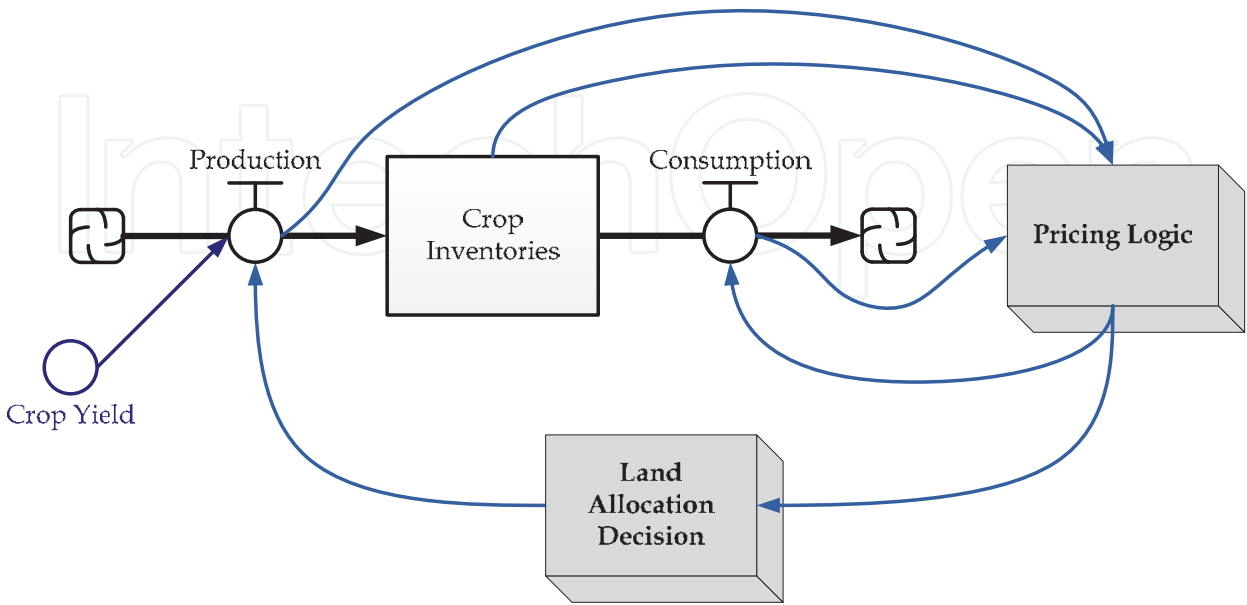 IntechOpen
Production
Consumption
Crop
Inventories
Pricing Logic
Crop Yield
Land
Allocation
Decision